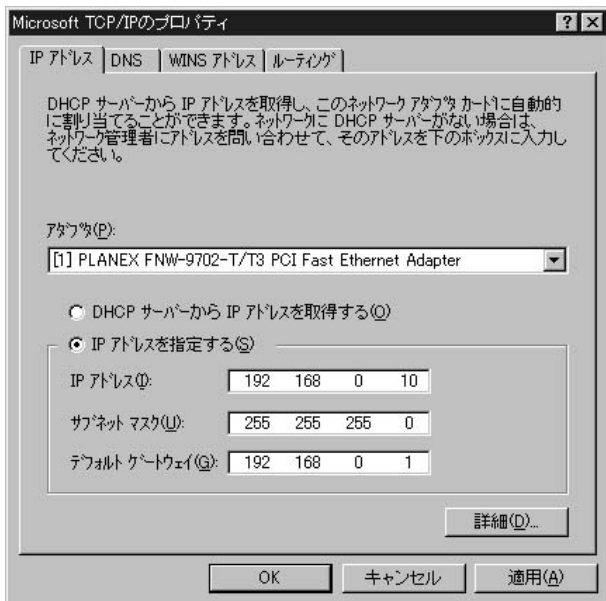 Microsoft TCP/IPのプロパティ
IP アドレス DNS WINS アドレス ルーティング
DHCP サーバーから IP アドレスを取得し、このネットワーク アダプタ カードに自動的
に割り当てることができます。ネットワークに DHCP サーバーがない場合は、
ネットワーク管理者にアドレスを問い合わせて、そのアドレスを下のボックスに入力し
てください。
アダプタ(P):
[1] PLANEX FNW-9702-T/T3 PCI Fast Ethernet Adapter
DHCP サーバーから IP アドレスを取得する(O)
IP アドレスを指定する(S)
IP アドレス(I): 192 168 0 10
サブネット マスク(U): 255 255 255 0
デフォルト ゲートウェイ(G): 192 168 0 1
詳細(D)...
OK キャンセル 適用(A)